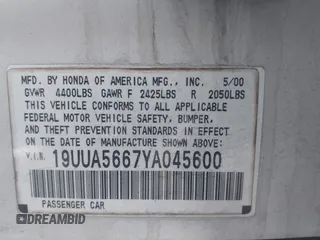 MFD. BY HONDA OF AMERICA MFG., INC. 5/00
GVWR 4400LBS GAWR F 2425LBS R 2050LBS
THIS VEHICLE CONFORMS TO ALL APPLICABLE
FEDERAL MOTOR VEHICLE SAFETY, BUMPER,
AND THEFT PREVENTION STANDARDS IN EFFECT
ON THE DATE OF MANUFACTURE SHOWN ABOVE.
V.I.N. 19UUA5667YA045600
PASSENGER CAR
DREAMBID